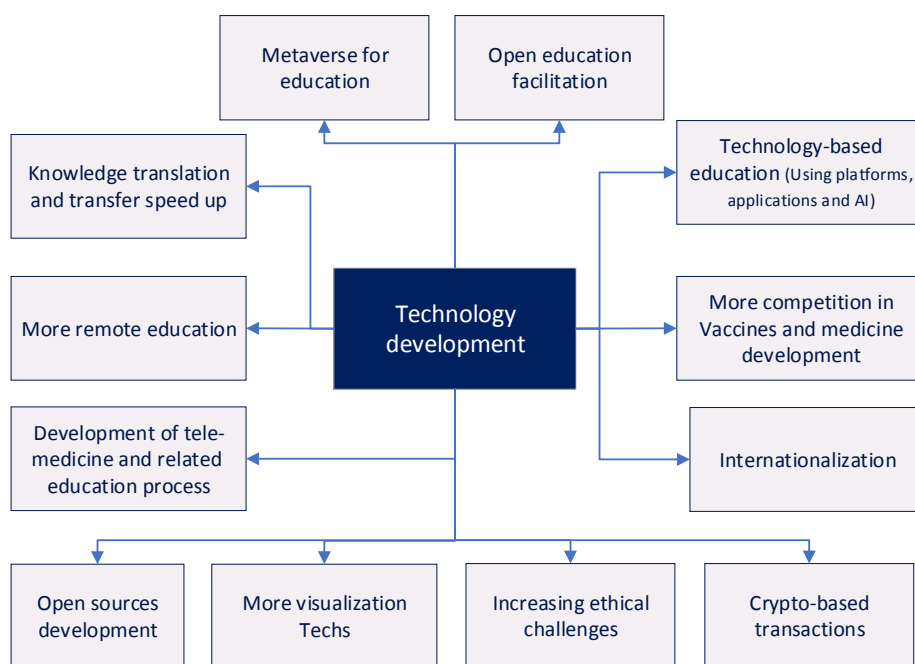 Metaverse for
education
Open education
facilitation
Knowledge translation
and transfer speed up
Technology-based
education (Using platforms,
applications and AI)
Technology
development
More remote education
More competition in
Vaccines and medicine
development
Development of tele-
medicine and related
education process
Internationalization
Open sources
development
More visualization
Techs
Increasing ethical
challenges
Crypto-based
transactions